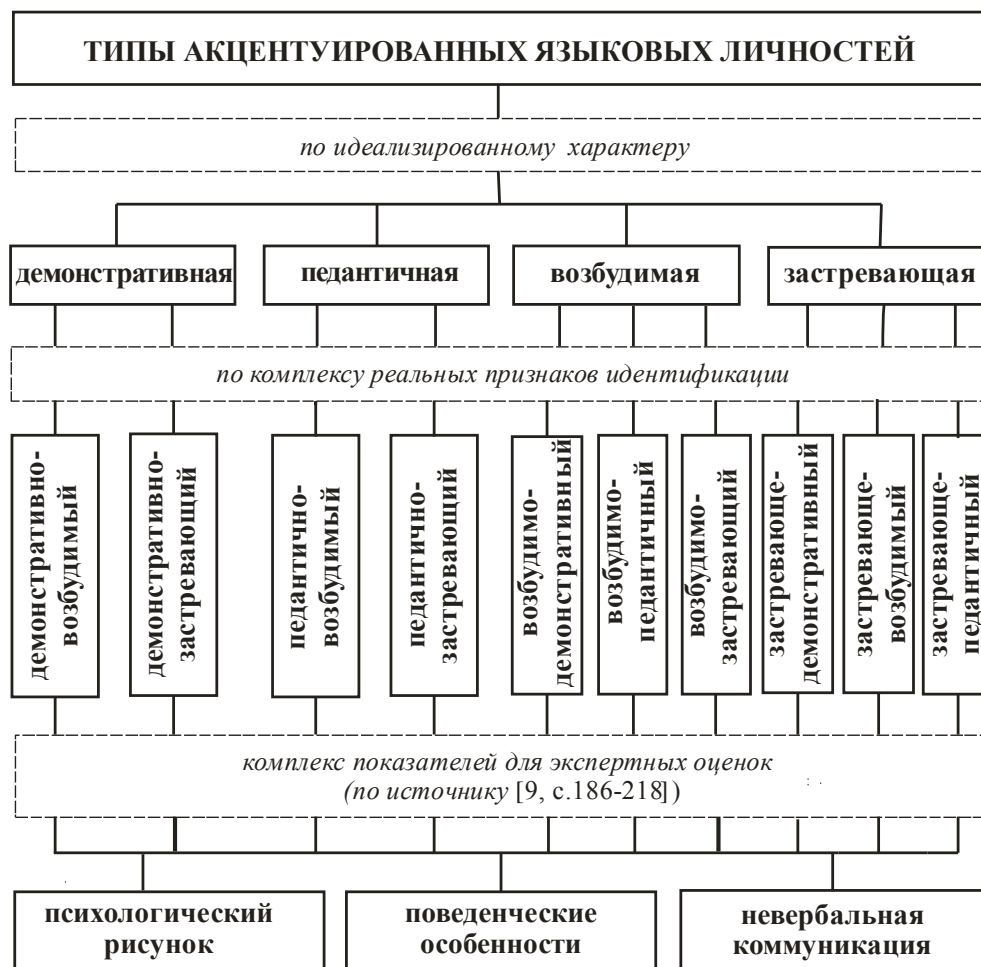 ТИПЫ АКЦЕНТУИРОВАННЫХ ЯЗЫКОВЫХ ЛИЧНОСТЕЙ
по идеализированному характеру
демонстративная
педантичная
возбудимая
застревающая
по комплексу реальных признаков идентификации
демонстративно-
возбудимый
демонстративно-
застревающий
педантично-
возбудимый
педантично-
застревающий
возбудимо-
демонстративный
возбудимо-
педантичный
возбудимо-
застревающий
застревающе-
демонстративный
застревающе-
возбудимый
застревающе-
педантичный
комплекс показателей для экспертных оценок
(по источнику [9, с.186-218])
психологический
рисунок
поведенческие
особенности
невербальная
коммуникация